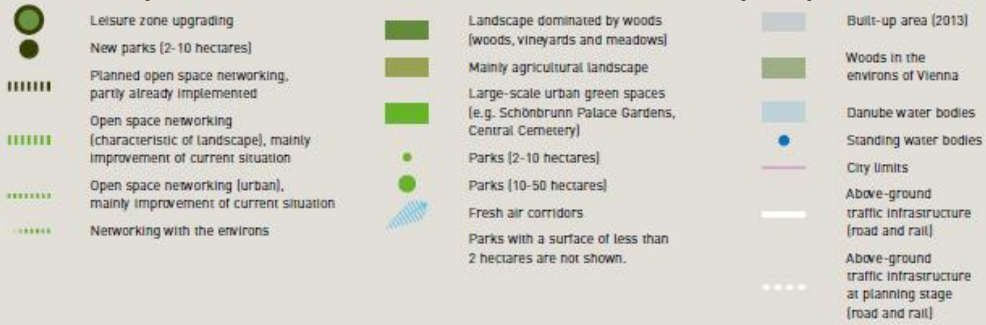 Leisure zone upgrading
New parks (2-10 hectares)
Planned open space networking,
partly already implemented
Open space networking
(characteristic of landscape), mainly
improvement of current situation
Open space networking (urban),
mainly improvement of current situation
Networking with the environs
Landscape dominated by woods
(woods, vineyards and meadows)
Mainly agricultural landscape
Large-scale urban green spaces
(e.g. Schönbrunn Palace Gardens,
Central Cemetery)
Parks (2-10 hectares)
Parks (10-50 hectares)
Fresh air corridors
Parks with a surface of less than
2 hectares are not shown.
Built-up area (2013)
Woods in the
environs of Vienna
Danube water bodies
Standing water bodies
City limits
Above-ground
traffic infrastructure
(road and rail)
Above-ground
traffic infrastructure
at planning stage
(road and rail)